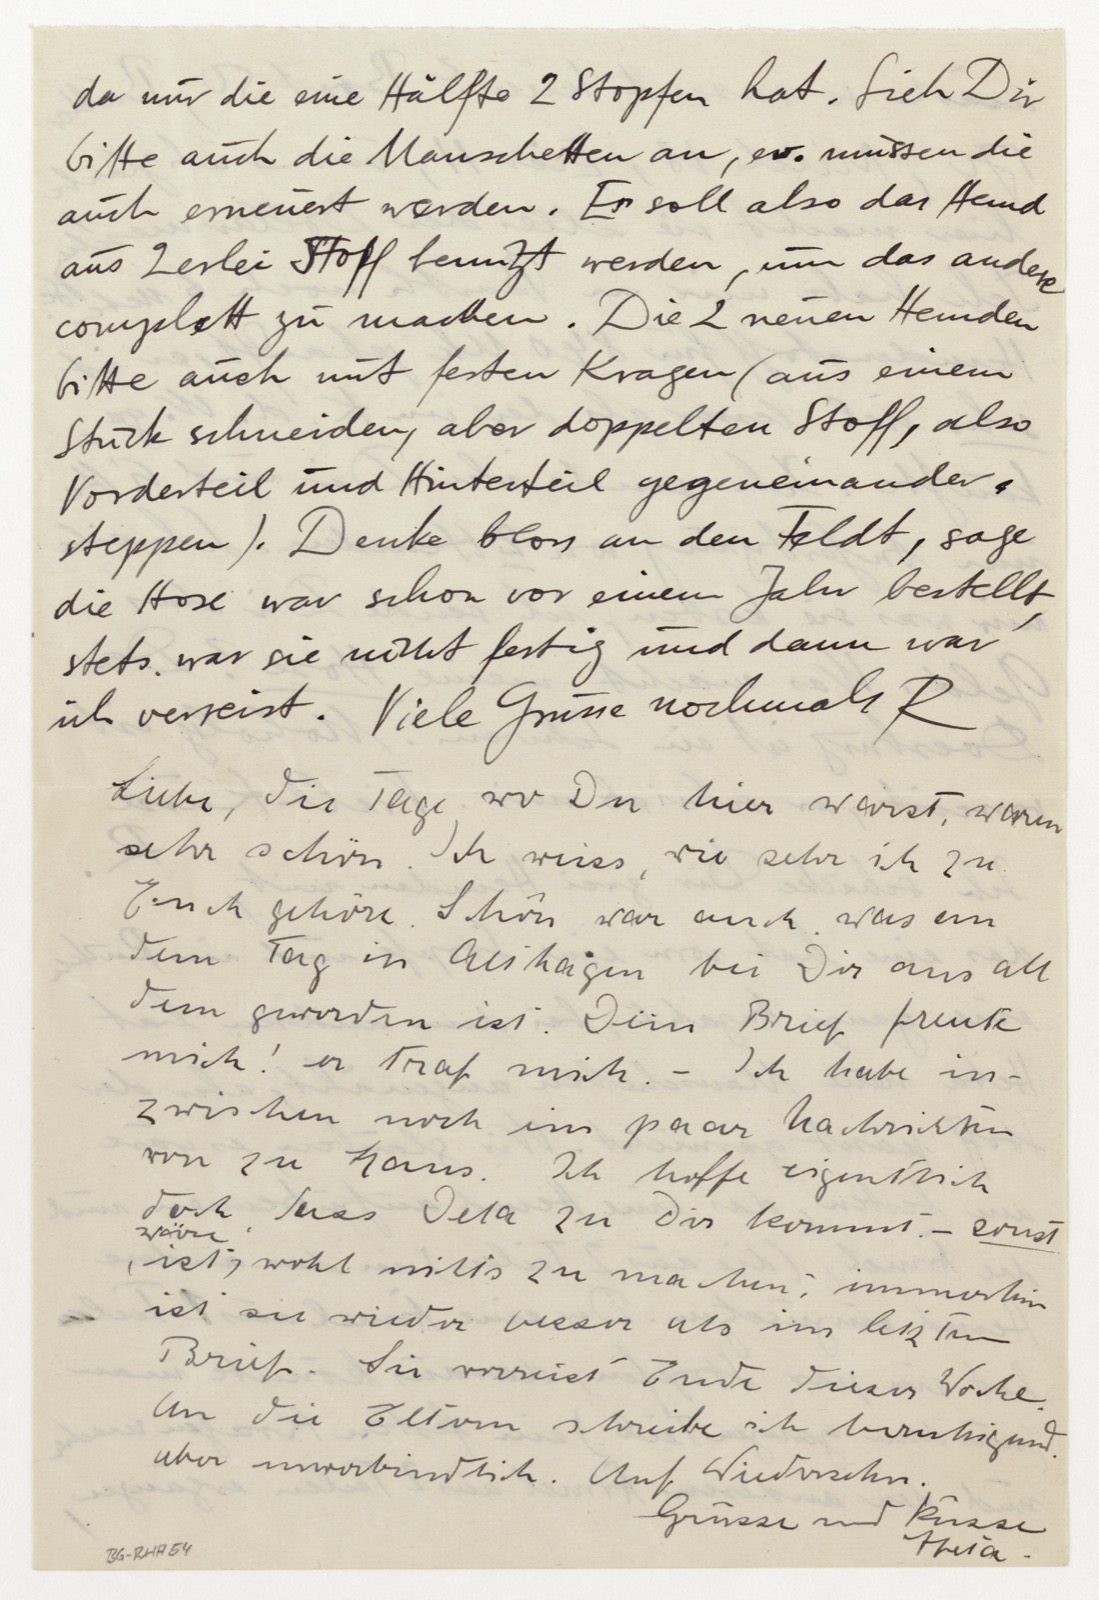 da nur die eine Hälfte 2 Stopfen hat. Sieh Dir
bitte auch die Manschetten an, ev. müssen die
auch erneuert werden. Es soll also das Hemd
aus 2erlei Stoff benutzt werden, um das andere
complett zu machen. Die 2 neuen Hemden
bitte auch mit festen Kragen (aus einem
Stück schneiden, aber doppelten Stoff, also
Vorderteil und Hinterteil gegeneinander-
steppen). Denke bloss an den Feldt, sage
die Hose war schon vor einem Jahr bestellt,
stets war sie nicht fertig und dann war
ich verreist. Viele Grüsse nochmals R
Liebe, die Tage wo Du hier warst, waren
sehr schön. Ich weiss, wie sehr ich zu
Euch gehöre. Schön war auch was an
dem Tag in Althagen bei Dir aus all
dem geworden ist. Dein Brief freute
mich! er traf mich. – Ich habe in-
zwischen noch ein paar Nachrichten
von zu Haus. Ich hoffe eigentlich
doch, dass Deta zu Dir kommt. – sonst
wäre
(ist) wohl nichts zu machen; immerhin
ist sie wieder besser als im letzten
Brief. Sie verreist Ende dieser Woche.
An die Eltern schreibe ich beruhigend.
aber unverbindlich. Auf Wiedersehn.
Grüsse und Küsse
Hheta.
BG-RHA 54